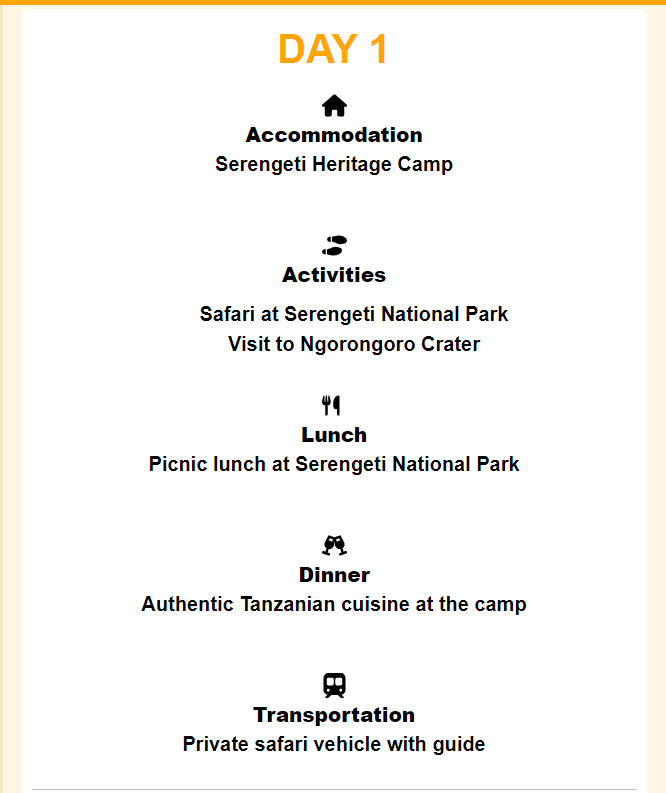 DAY 1
Accommodation
Serengeti Heritage Camp
Activities
Safari at Serengeti National Park
Visit to Ngorongoro Crater
Lunch
Picnic lunch at Serengeti National Park
Dinner
Authentic Tanzanian cuisine at the camp
Transportation
Private safari vehicle with guide